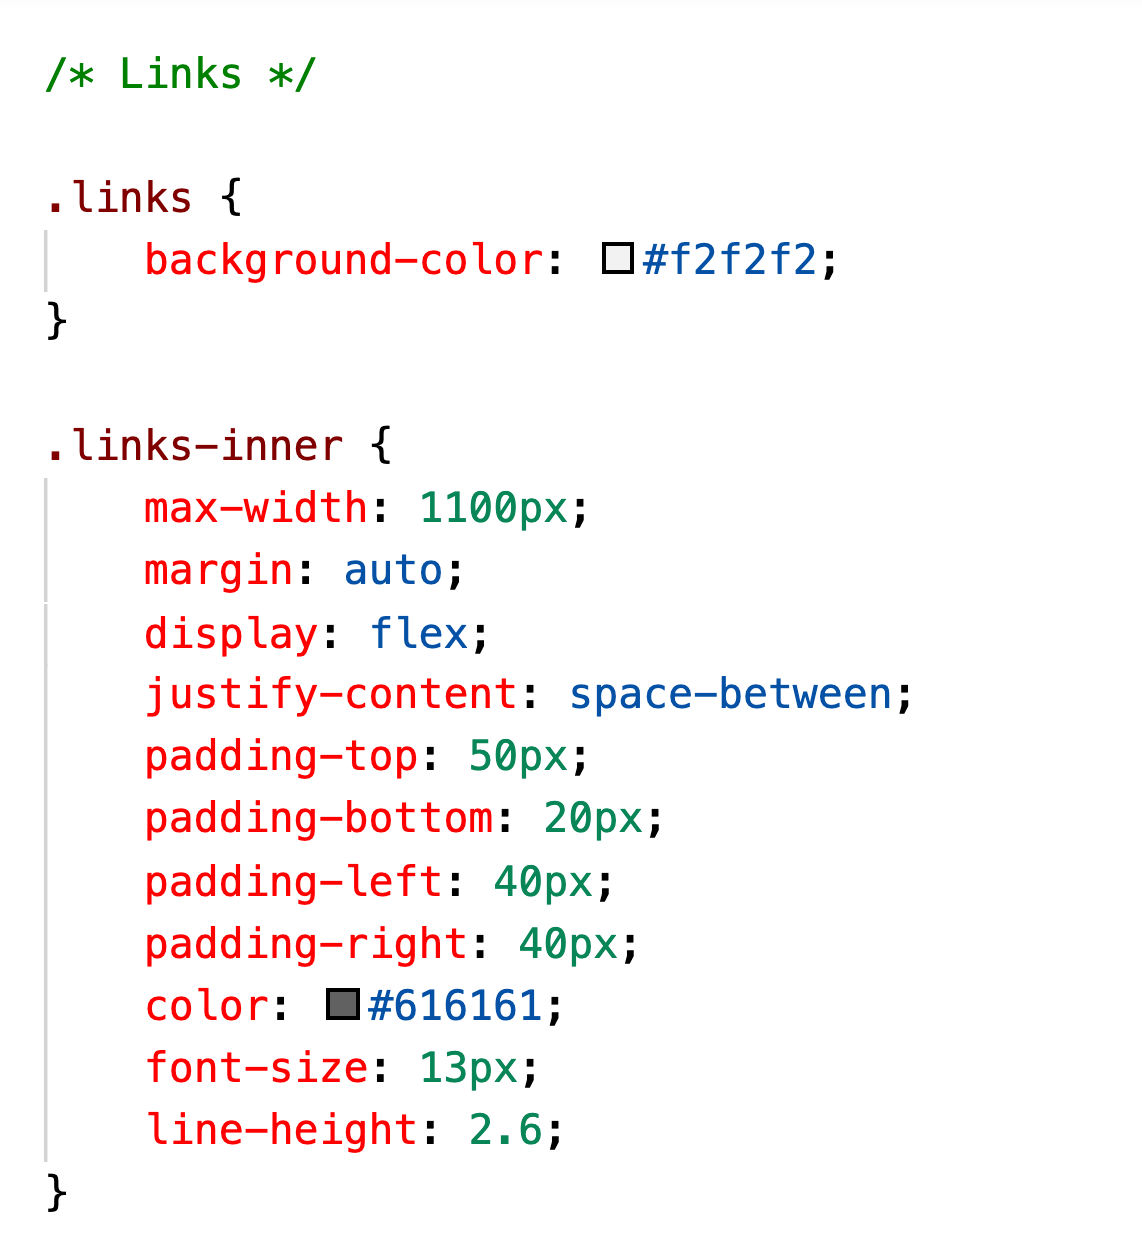 /* Links */
.links {
background-color: #f2f2f2;
}
.links-inner {
max-width: 1100px;
margin: auto;
display: flex;
justify-content: space-between;
padding-top: 50px;
padding-bottom: 20px;
padding-left: 40px;
padding-right: 40px;
color: #616161;
font-size: 13px;
line-height: 2.6;
}